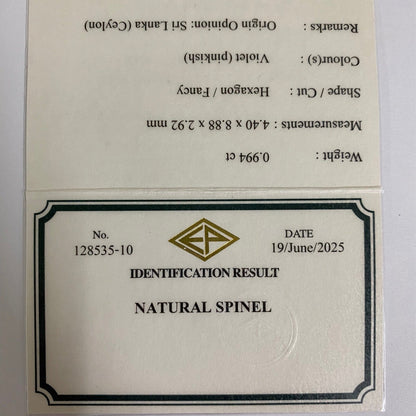 Weight : 0.994 ct
Measurements : 4.40 x 8.88 x 2.92 mm
Shape / Cut : Hexagon / Fancy
Colour(s) : Violet (pinkish)
Remarks : Origin Opinion: Sri Lanka (Ceylon)
No. EP DATE
128535-10 19/June/2025
IDENTIFICATION RESULT
NATURAL SPINEL